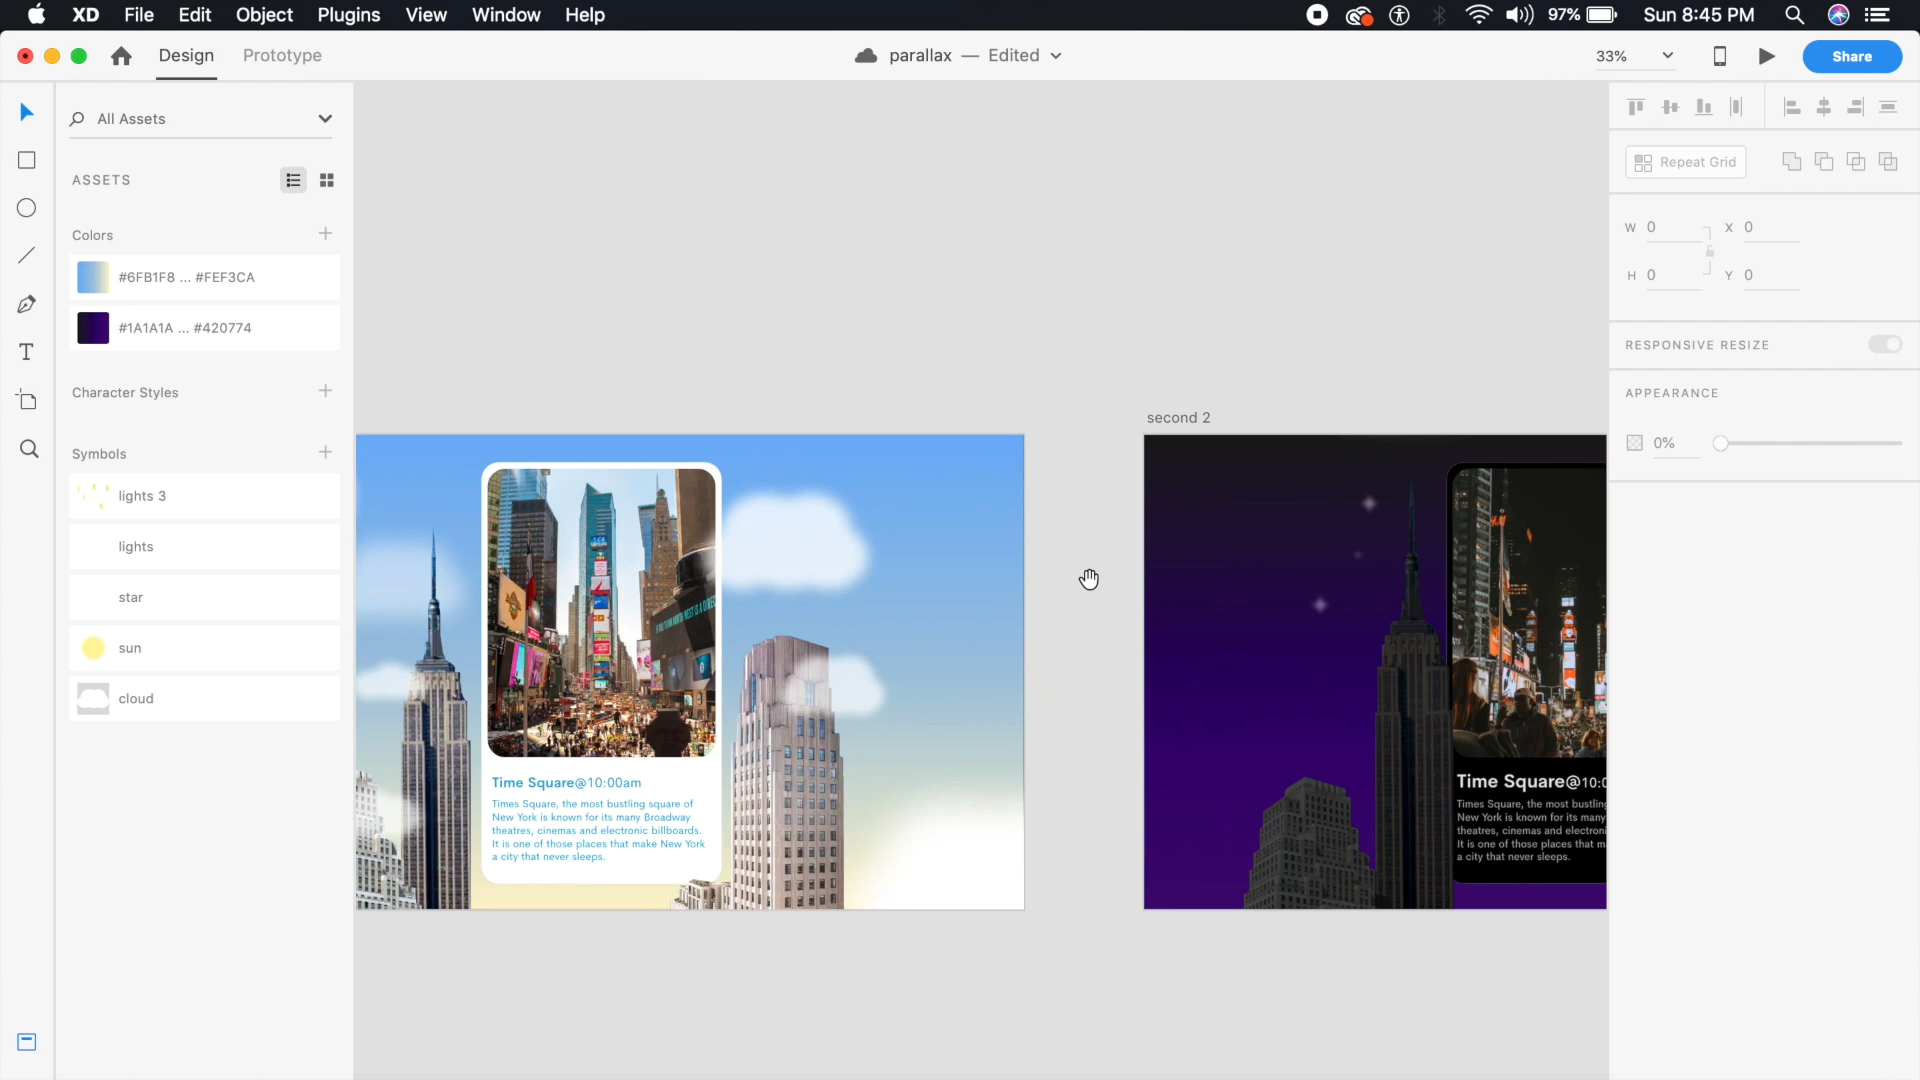 XD File Edit Object Plugins View Window Help 97% Sun 8:45 PM
Design Prototype parallax — Edited 33% Share
All Assets
ASSETS
Colors
#6FB1F8 ... #FEF3CA
#1A1A1A ... #420774
Character Styles
Symbols
lights 3
lights
star
sun
cloud
Time Square@10:00am
Times Square, the most bustling square of
New York is known for its many Broadway
theatres, cinemas and electronic billboards.
It is one of those places that make New York
a city that never sleeps.
second 2
Time Square@10:0
Times Square, the most bustling
New York is known for its many
theatres, cinemas and electroni
It is one of those places that m
a city that never sleeps.
Repeat Grid
W 0 X 0
H 0 Y 0
RESPONSIVE RESIZE
APPEARANCE
0%